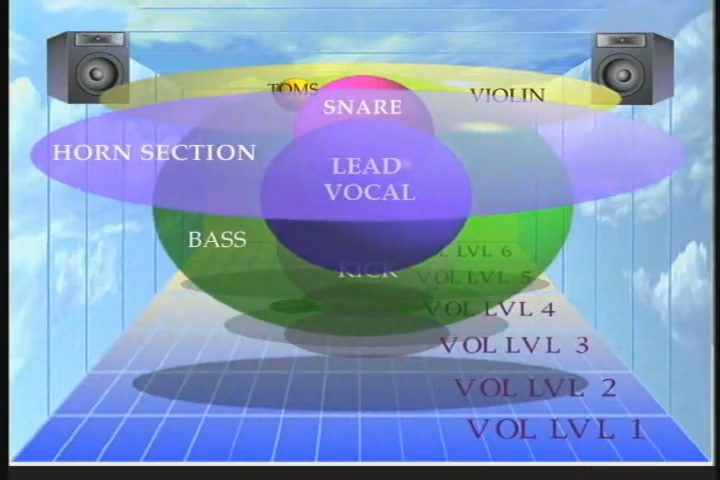 TOMS
VIOLIN
SNARE
HORN SECTION
LEAD
VOCAL
BASS
KICK
VOL LVL 6
VOL LVL 5
VOL LVL 4
VOL LVL 3
VOL LVL 2
VOL LVL 1